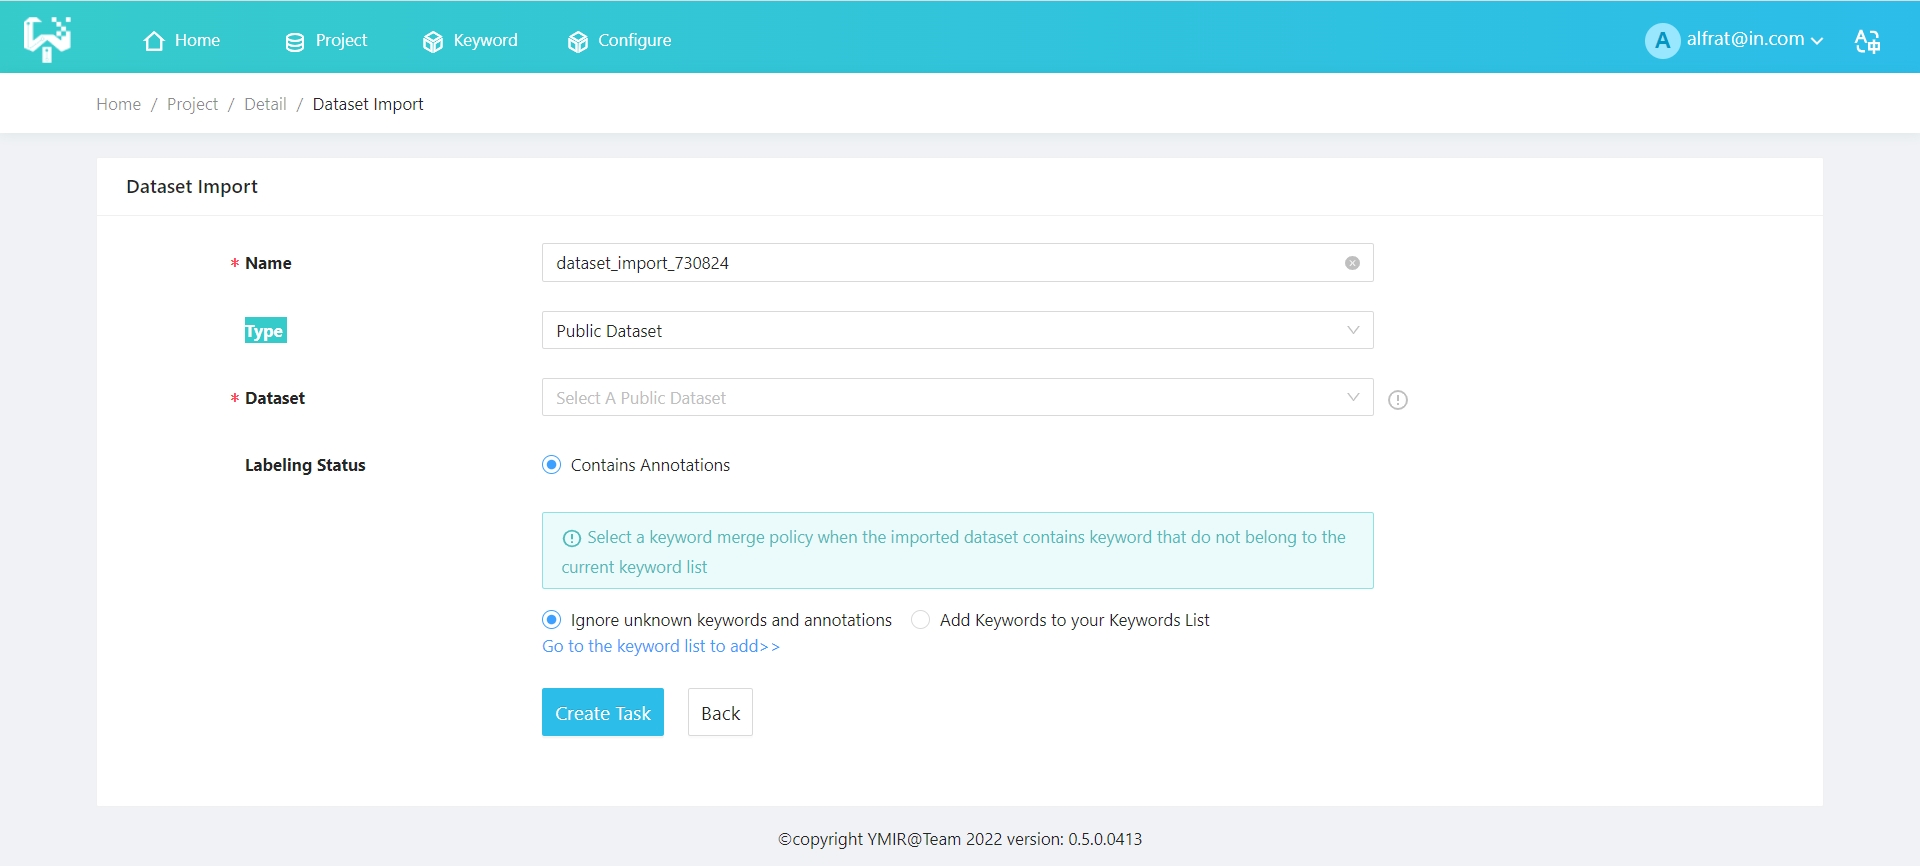 Home Project Keyword Configure A alfrat@in.com
Home / Project / Detail / Dataset Import
Dataset Import
* Name dataset_import_730824
Type Public Dataset
* Dataset Select A Public Dataset
Labeling Status Contains Annotations
Select a keyword merge policy when the imported dataset contains keyword that do not belong to the
current keyword list
Ignore unknown keywords and annotations Add Keywords to your Keywords List
Go to the keyword list to add>>
Create Task Back
©copyright YMIR@Team 2022 version: 0.5.0.0413